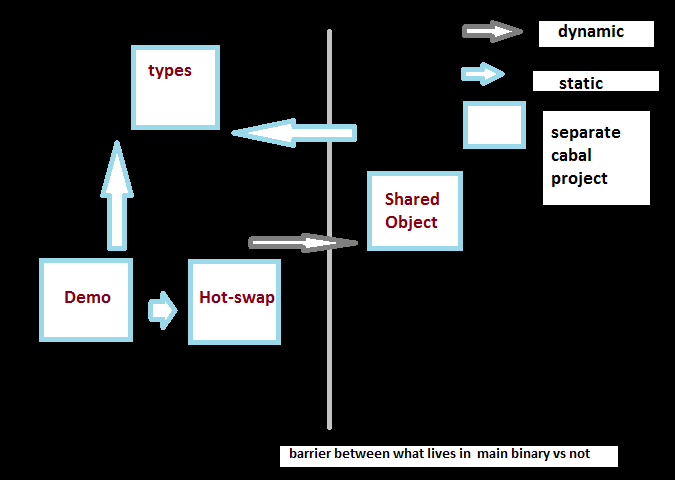 dynamic
types
static
separate
cabal
project
Shared
Object
Demo
Hot-swap
barrier between what lives in main binary vs not